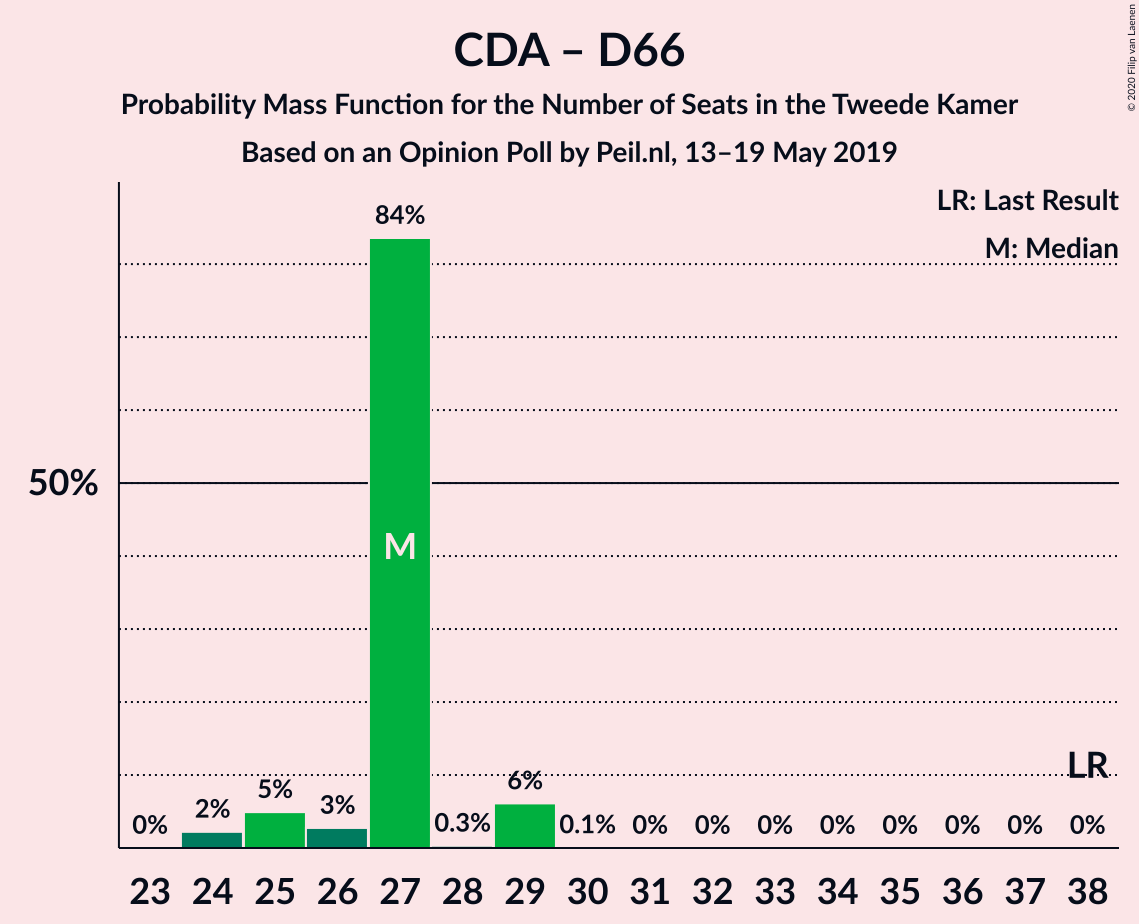 CDA – D66
Probability Mass Function for the Number of Seats in the Tweede Kamer
Based on an Opinion Poll by Peil.nl, 13–19 May 2019
© 2020 Filip van Laenen
LR: Last Result
M: Median
84%
50%
M
LR
0% 2% 5% 3% 0.3% 6% 0.1% 0% 0% 0% 0% 0% 0% 0% 0%
23 24 25 26 27 28 29 30 31 32 33 34 35 36 37 38